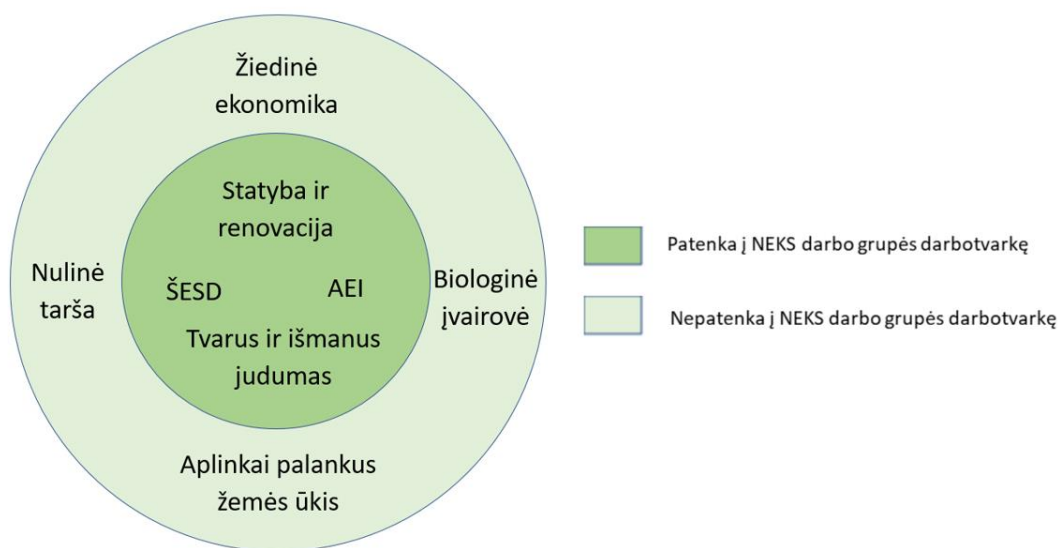 Žiedinė
ekonomika
Statyba ir
renovacija
Nulinė
tarša
ŠESD
AEI
Biologinė
įvairovė
Tvarus ir išmanus
judumas
Aplinkai palankus
žemės ūkis
Patenka į NEKS darbo grupės darbotvarkę
Nepatenka į NEKS darbo grupės darbotvarkę